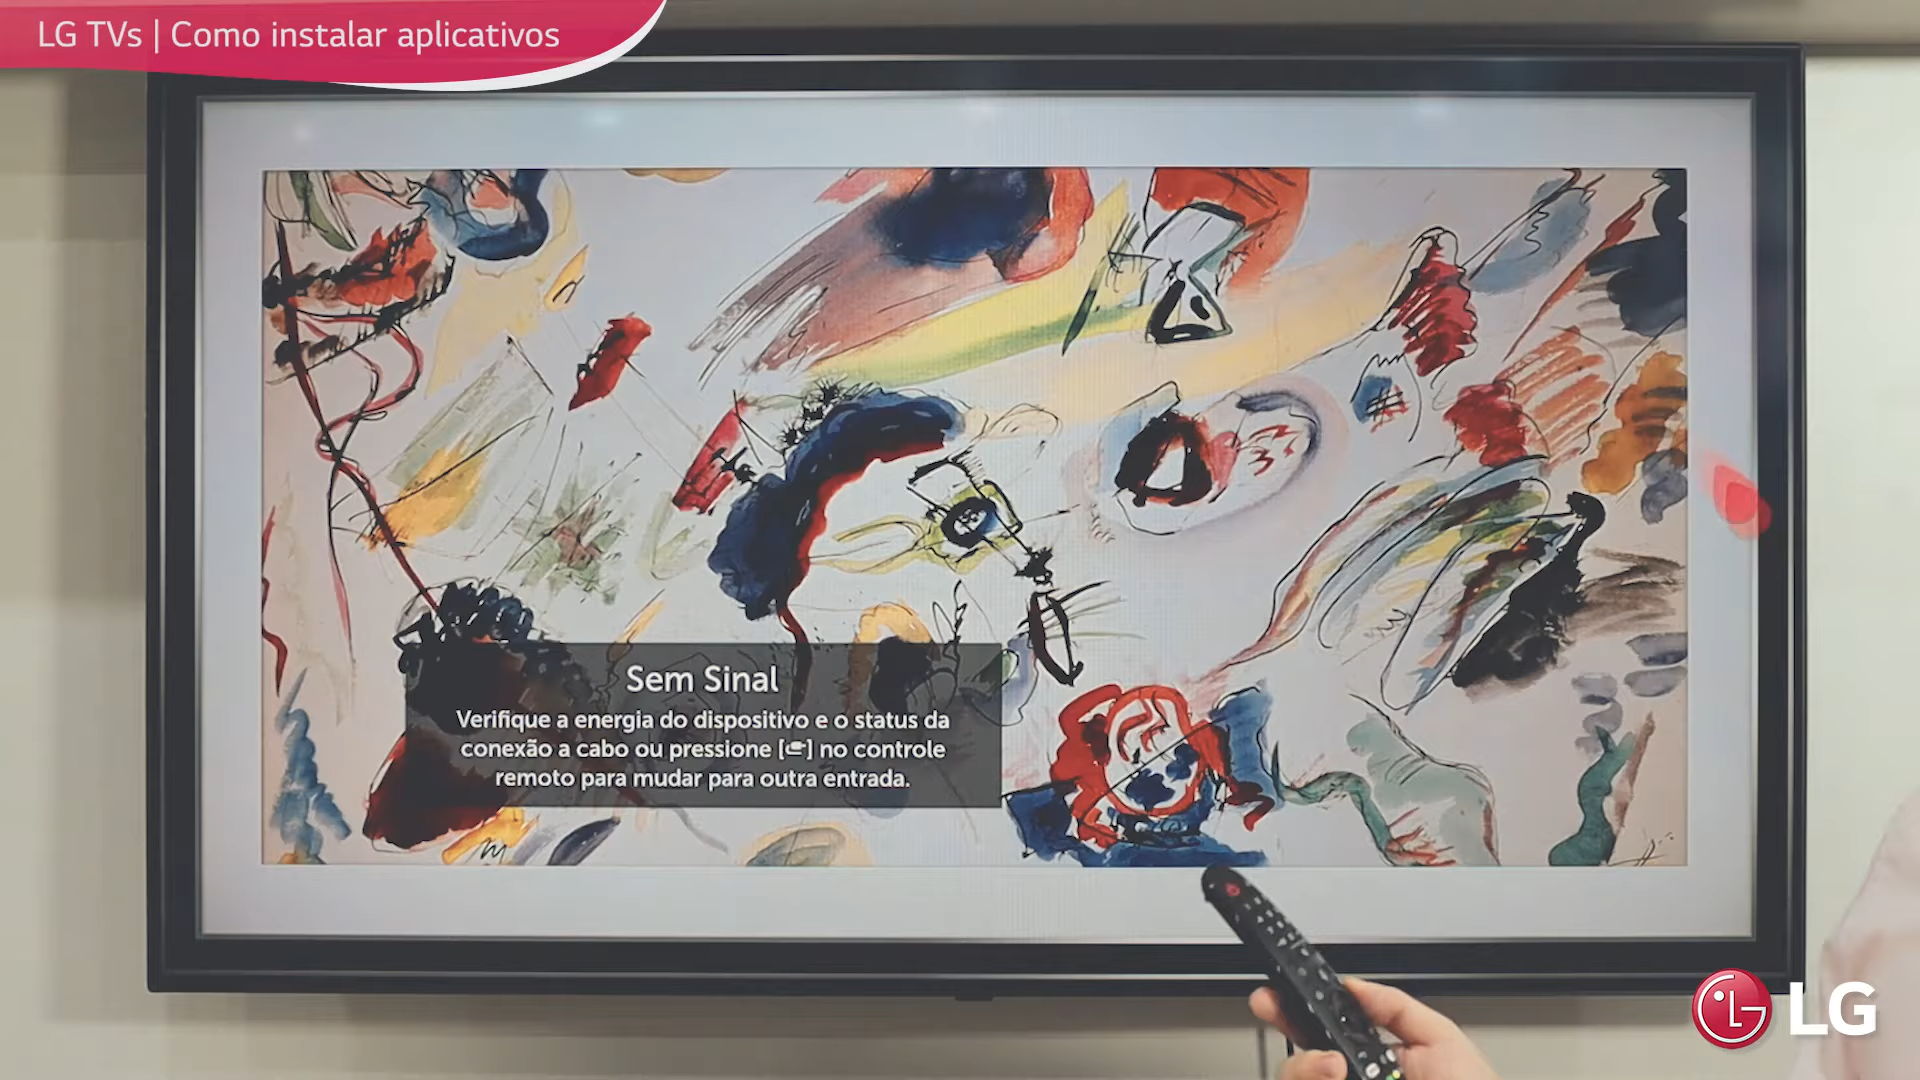 LG TVs | Como instalar aplicativos
Sem Sinal
Verifique a energia do dispositivo e o status da
conexão a cabo ou pressione [⊂] no controle
remoto para mudar para outra entrada.
LG